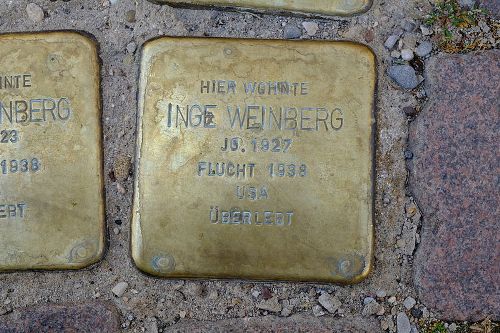 HIER WOHNTE
INGE WEINBERG
JG. 1927
FLUCHT 1938
USA
ÜBERLEBT